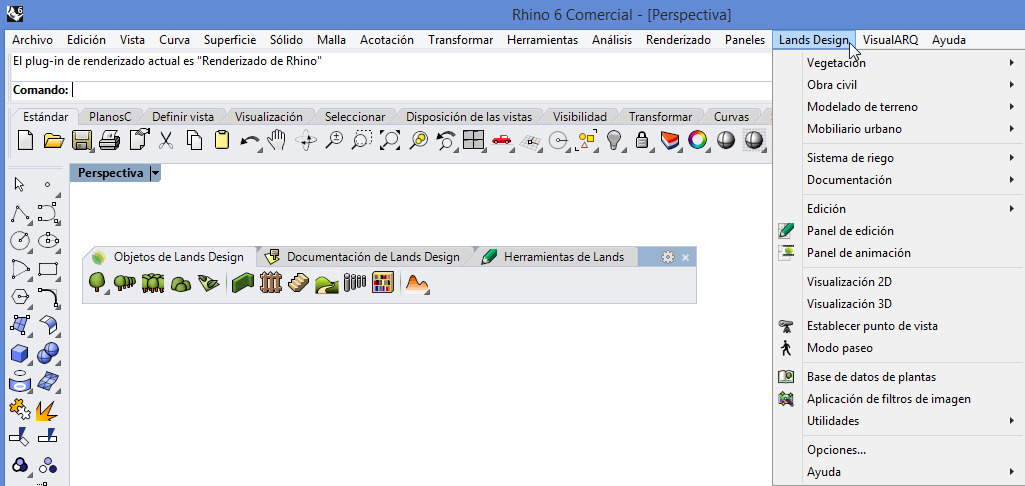 6
Rhino 6 Comercial - [Perspectiva]
Archivo Edición Vista Curva Superficie Sólido Malla Acotación Transformar Herramientas Análisis Renderizado Paneles Lands Design VisualARQ Ayuda
El plug-in de renderizado actual es "Renderizado de Rhino"
Comando:
Estándar PlanosC Definir vista Visualización Seleccionar Disposición de las vistas Visibilidad Transformar Curvas
Perspectiva
Objetos de Lands Design Documentación de Lands Design Herramientas de Lands
Vegetación
Obra civil
Modelado de terreno
Mobiliario urbano
Sistema de riego
Documentación
Edición
Panel de edición
Panel de animación
Visualización 2D
Visualización 3D
Establecer punto de vista
Modo paseo
Base de datos de plantas
Aplicación de filtros de imagen
Utilidades
Opciones...
Ayuda